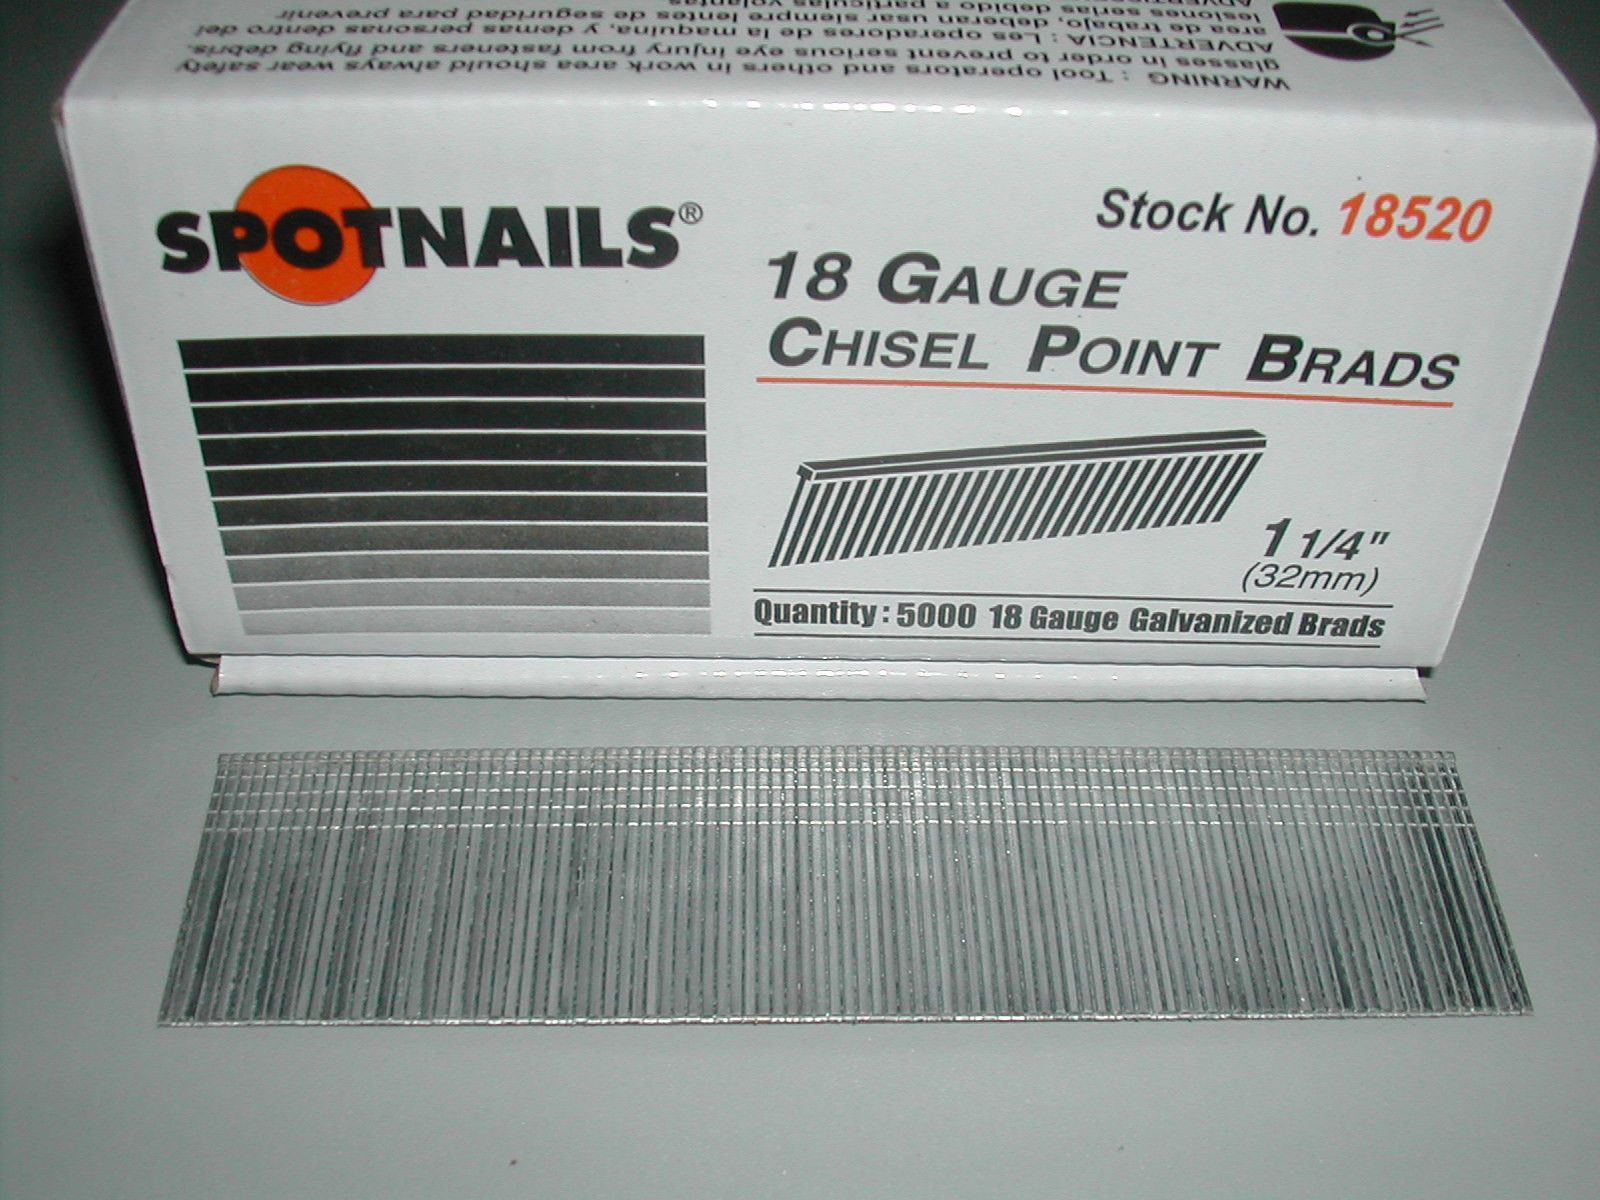 WARNING : Tool operators and others in work area should always wear safety
glasses in order to prevent serious eye injury from fasteners and flying debris.
ADVERTENCIA : Los operadores de la maquina, y demas personas dentro del
area de trabajo, deberan usar siempre lentes de seguridad para prevenir
lesiones serias debido a particulas volantes
SPOTNAILS®
Stock No. 18520
18 GAUGE
CHISEL POINT BRADS
1 1/4"
(32mm)
Quantity : 5000 18 Gauge Galvanized Brads